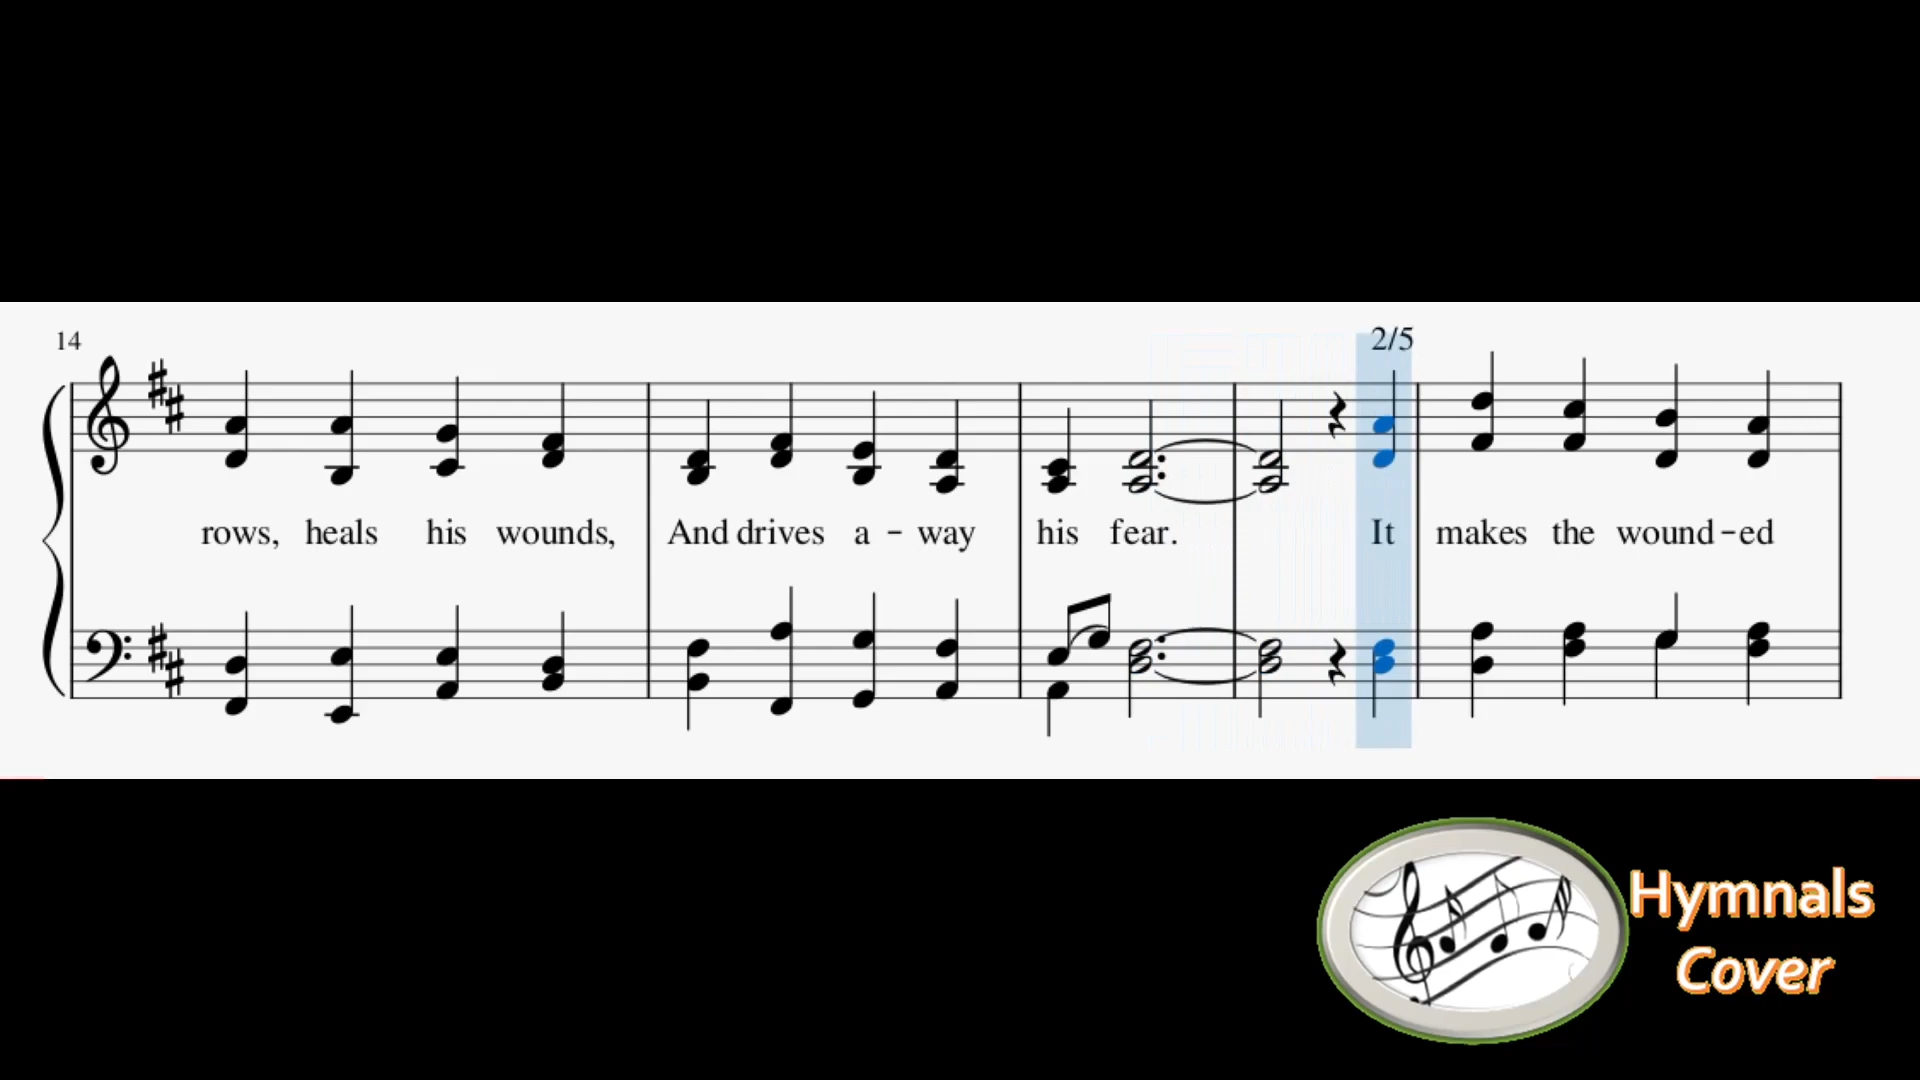 14
2/5
rows, heals his wounds, And drives a - way his fear. It makes the wound-ed
Hymnals
Cover